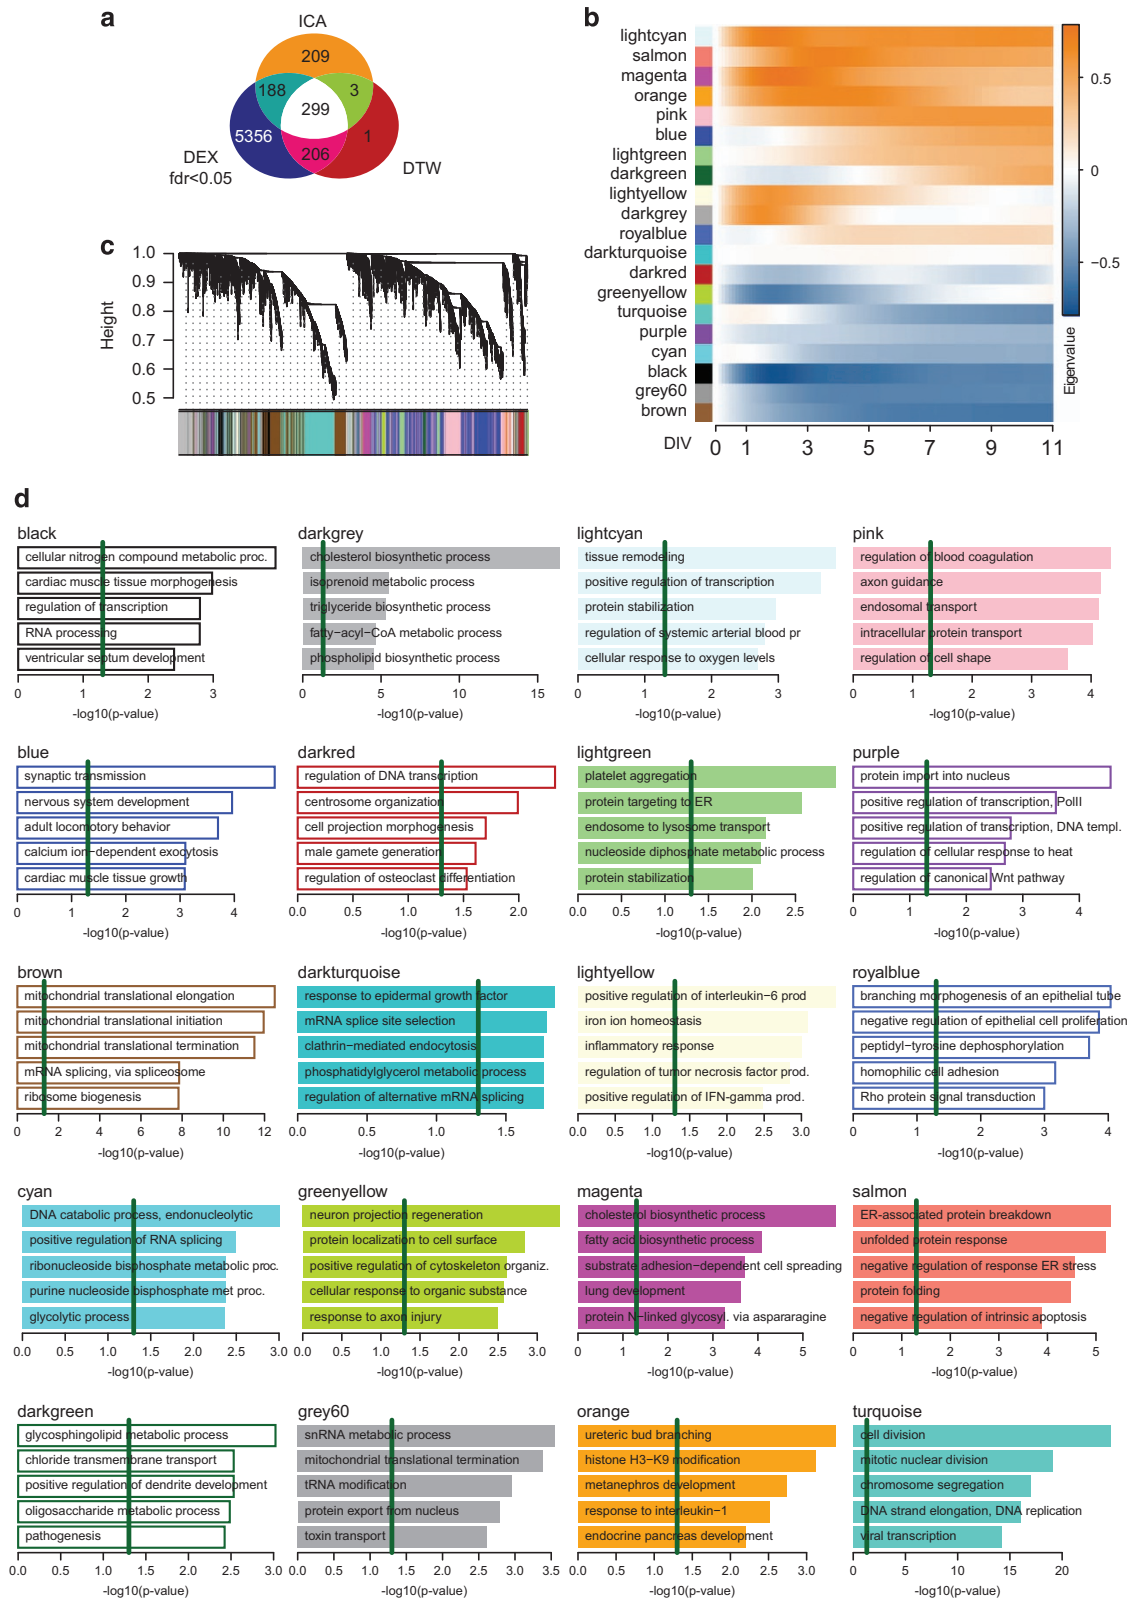 a
ICA
209
188
3
299
5356
1
206
DEX
fdr<0.05
DTW
b
lightcyan
salmon
magenta
orange
pink
blue
lightgreen
darkgreen
lightyellow
darkgrey
royalblue
darkturquoise
darkred
greenyellow
turquoise
purple
cyan
black
grey60
brown
DIV
0 1 3 5 7 9 11
0.5
0
−0.5
Eigenvalue
c
Height
1.0
0.9
0.8
0.7
0.6
0.5
d
black
cellular nitrogen compound metabolic proc.
cardiac muscle tissue morphogenesis
regulation of transcription
RNA processing
ventricular septum development
0 1 2 3
-log10(p-value)
darkgrey
cholesterol biosynthetic process
isoprenoid metabolic process
triglyceride biosynthetic process
fatty−acyl−CoA metabolic process
phospholipid biosynthetic process
0 5 10 15
-log10(p-value)
lightcyan
tissue remodeling
positive regulation of transcription
protein stabilization
regulation of systemic arterial blood pr
cellular response to oxygen levels
0 1 2 3
-log10(p-value)
pink
regulation of blood coagulation
axon guidance
endosomal transport
intracellular protein transport
regulation of cell shape
0 1 2 3 4
-log10(p-value)
blue
synaptic transmission
nervous system development
adult locomotory behavior
calcium ion−dependent exocytosis
cardiac muscle tissue growth
0 1 2 3 4
-log10(p-value)
darkred
regulation of DNA transcription
centrosome organization
cell projection morphogenesis
male gamete generation
regulation of osteoclast differentiation
0.0 0.5 1.0 1.5 2.0
-log10(p-value)
lightgreen
platelet aggregation
protein targeting to ER
endosome to lysosome transport
nucleoside diphosphate metabolic process
protein stabilization
0.0 0.5 1.0 1.5 2.0 2.5
-log10(p-value)
purple
protein import into nucleus
positive regulation of transcription, PolII
positive regulation of transcription, DNA templ.
regulation of cellular response to heat
regulation of canonical Wnt pathway
0 1 2 3 4
-log10(p-value)
brown
mitochondrial translational elongation
mitochondrial translational initiation
mitochondrial translational termination
mRNA splicing, via spliceosome
ribosome biogenesis
0 2 4 6 8 10 12
-log10(p-value)
darkturquoise
response to epidermal growth factor
mRNA splice site selection
clathrin−mediated endocytosis
phosphatidylglycerol metabolic process
regulation of alternative mRNA splicing
0.0 0.5 1.0 1.5
-log10(p-value)
lightyellow
positive regulation of interleukin−6 prod
iron ion homeostasis
inflammatory response
regulation of tumor necrosis factor prod.
positive regulation of IFN-gamma prod.
0.0 0.5 1.0 1.5 2.0 2.5 3.0
-log10(p-value)
royalblue
branching morphogenesis of an epithelial tube
negative regulation of epithelial cell proliferation
peptidyl−tyrosine dephosphorylation
homophilic cell adhesion
Rho protein signal transduction
0 1 2 3 4
-log10(p-value)
cyan
DNA catabolic process, endonucleolytic
positive regulation of RNA splicing
ribonucleoside bisphosphate metabolic proc.
purine nucleoside bisphosphate met proc.
glycolytic process
0.0 0.5 1.0 1.5 2.0 2.5 3.0
-log10(p-value)
greenyellow
neuron projection regeneration
protein localization to cell surface
positive regulation of cytoskeleton organiz.
cellular response to organic substance
response to axon injury
0.0 0.5 1.0 1.5 2.0 2.5 3.0
-log10(p-value)
magenta
cholesterol biosynthetic process
fatty acid biosynthetic process
substrate adhesion−dependent cell spreading
lung development
protein N−linked glycosyl. via aspararagine
0 1 2 3 4 5
-log10(p-value)
salmon
ER−associated protein breakdown
unfolded protein response
negative regulation of response ER stress
protein folding
negative regulation of intrinsic apoptosis
0 1 2 3 4 5
-log10(p-value)
darkgreen
glycosphingolipid metabolic process
chloride transmembrane transport
positive regulation of dendrite development
oligosaccharide metabolic process
pathogenesis
0.0 0.5 1.0 1.5 2.0 2.5 3.0
-log10(p-value)
grey60
snRNA metabolic process
mitochondrial translational termination
tRNA modification
protein export from nucleus
toxin transport
0.0 0.5 1.0 1.5 2.0 2.5 3.0 3.5
-log10(p-value)
orange
ureteric bud branching
histone H3−K9 modification
metanephros development
response to interleukin−1
endocrine pancreas development
0.0 0.5 1.0 1.5 2.0 2.5 3.0
-log10(p-value)
turquoise
cell division
mitotic nuclear division
chromosome segregation
DNA strand elongation, DNA replication
viral transcription
0 5 10 15 20
-log10(p-value)